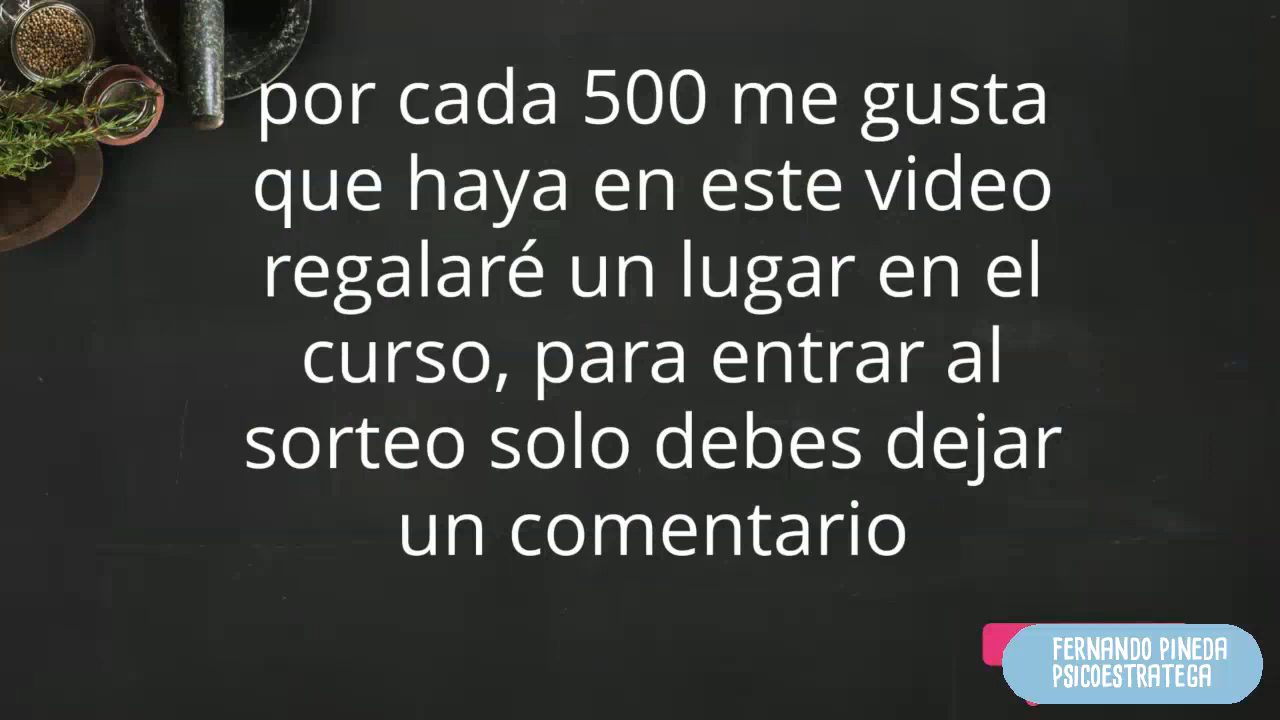 por cada 500 me gusta
que haya en este video
regalaré un lugar en el
curso, para entrar al
sorteo solo debes dejar
un comentario
FERNANDO PINEDA
PSICOESTRATEGA